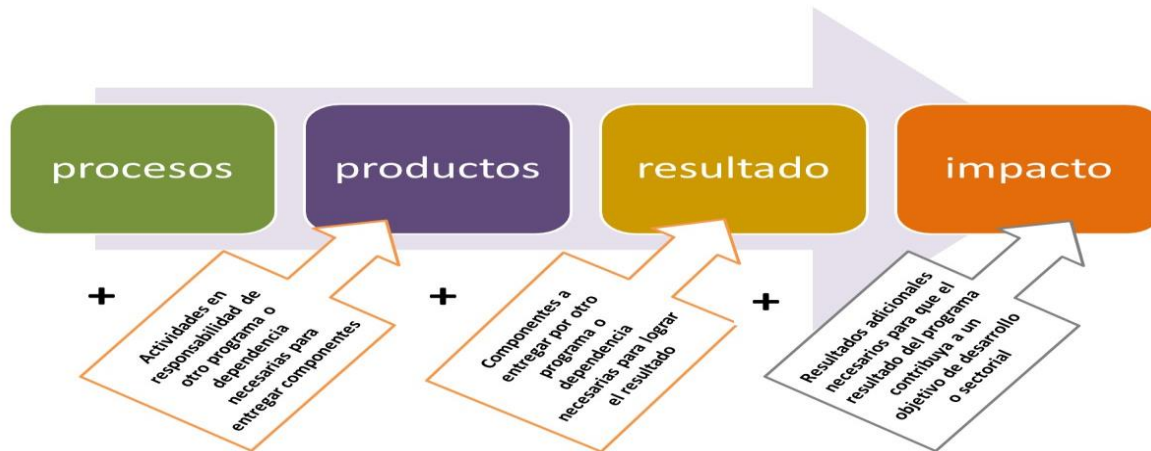 procesos
productos
resultado
impacto
+
Actividades en
responsabilidad de
otro programa o
dependencia
necesarias para
entregar componentes
+
Componentes a
entregar por otro
programa o
dependencia
necesarias para lograr
el resultado
+
Resultados adicionales
necesarios para que el
resultado del programa
contribuya a un
objetivo de desarrollo
o sectorial